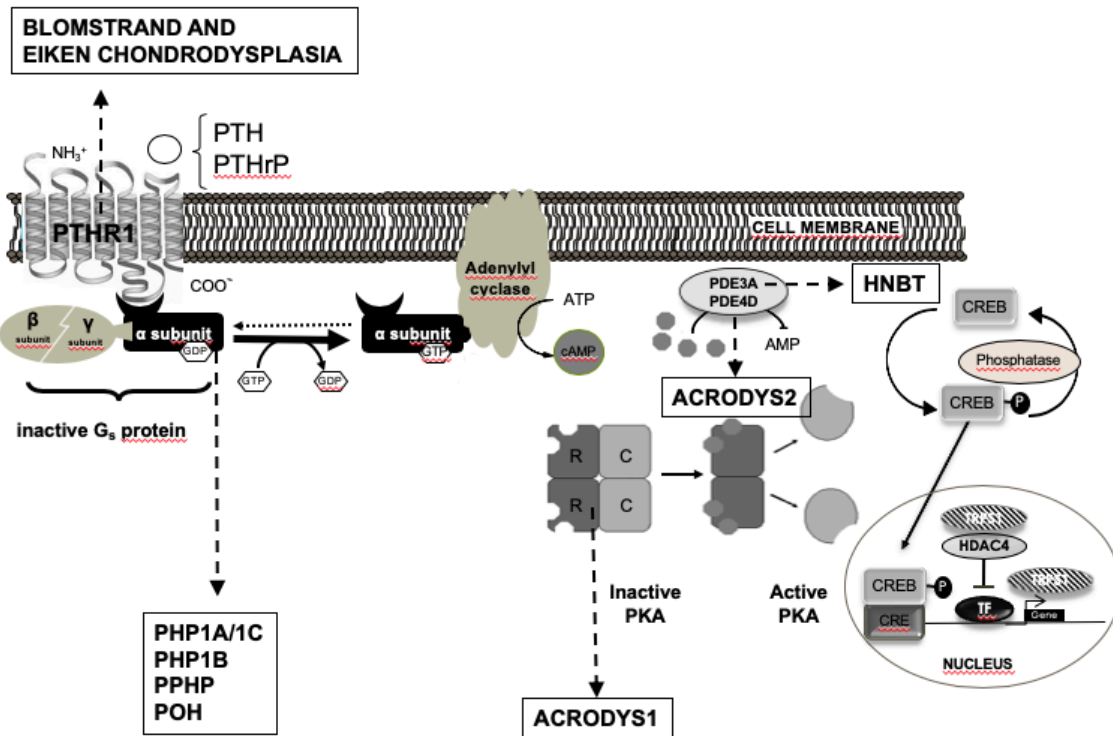 BLOMSTRAND AND
EIKEN CHONDRODYSPLASIA
NH₃⁺
PTH
PTHrP
PTHR1
CELL MEMBRANE
COO⁻
Adenylyl
cyclase
ATP
cAMP
PDE3A
PDE4D
HNBT
AMP
ACRODYS2
CREB
Phosphatase
CREB
P
β
subunit
γ
subunit
α subunit
GDP
GTP
GDP
α subunit
GTP
inactive Gₛ protein
R
C
R
C
Inactive
PKA
Active
PKA
TRPS1
HDAC4
TRPS1
CREB
P
CRE
TF
Gene
NUCLEUS
PHP1A/1C
PHP1B
PPHP
POH
ACRODYS1